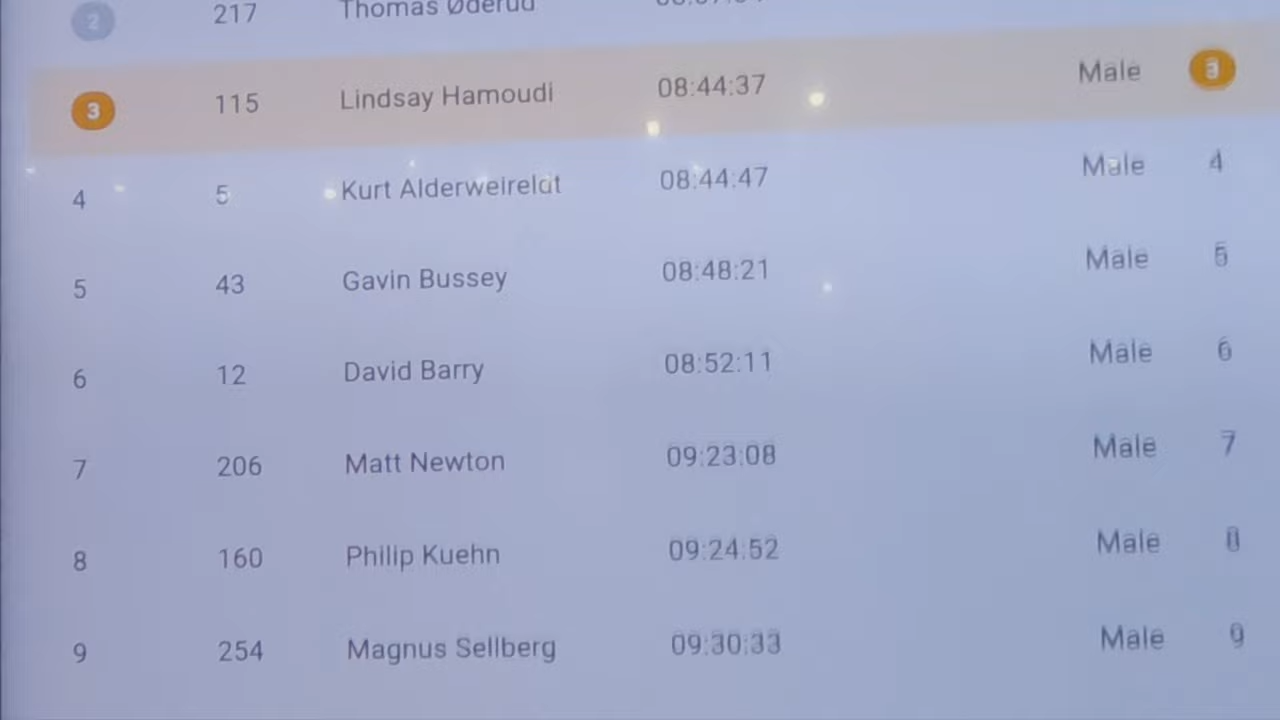 2 217 Thomas Øderud
3 115 Lindsay Hamoudi 08:44:37 Male 3
4 5 Kurt Alderweireldt 08:44:47 Male 4
5 43 Gavin Bussey 08:48:21 Male 5
6 12 David Barry 08:52:11 Male 6
7 206 Matt Newton 09:23:08 Male 7
8 160 Philip Kuehn 09:24:52 Male 8
9 254 Magnus Sellberg 09:30:33 Male 9